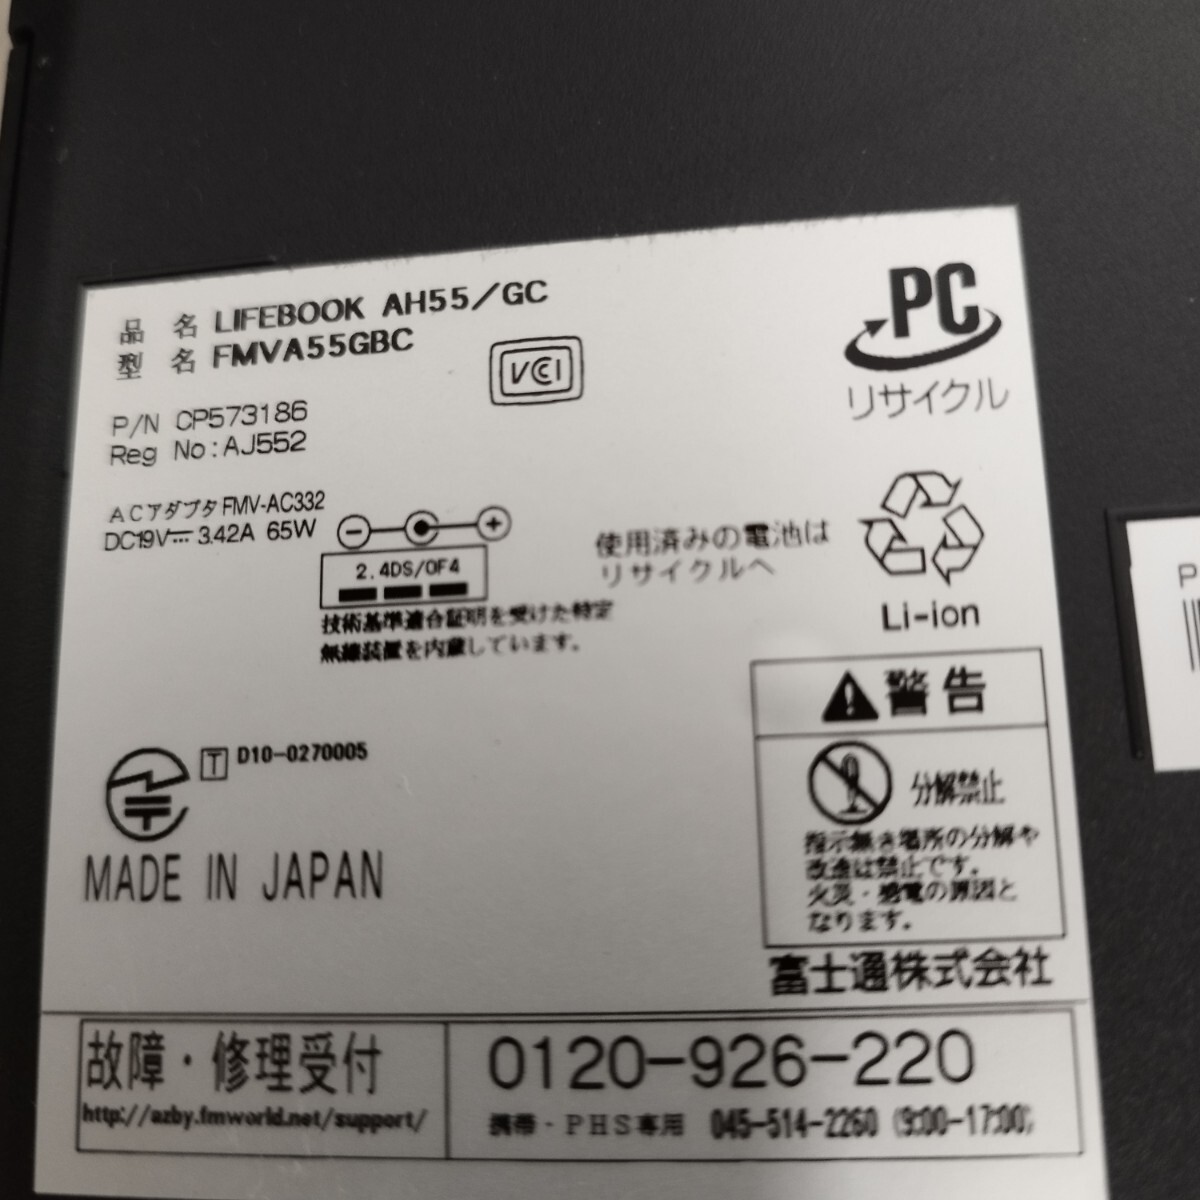 品 名 LIFEBOOK AH55/GC
型 名 FMVA55GBC
VCI
P/N CP573186
Reg No:AJ552
PC
リサイクル
ACアダプタ FMV-AC332
DC19V⎓ 3.42A 65W
2.4DS/OF4
技術基準適合証明を受けた特定
無線装置を内蔵しています。
使用済みの電池は
リサイクルへ
Li-ion
警告
分解禁止
指示無き場所の分解や
改造は禁止です。
火災・感電の原因と
なります。
T D10-0270005
MADE IN JAPAN
富士通株式会社
故障・修理受付
http://azby.fmworld.net/support/
0120-926-220
携帯・PHS専用 045-514-2260 (9:00-17:00)
P